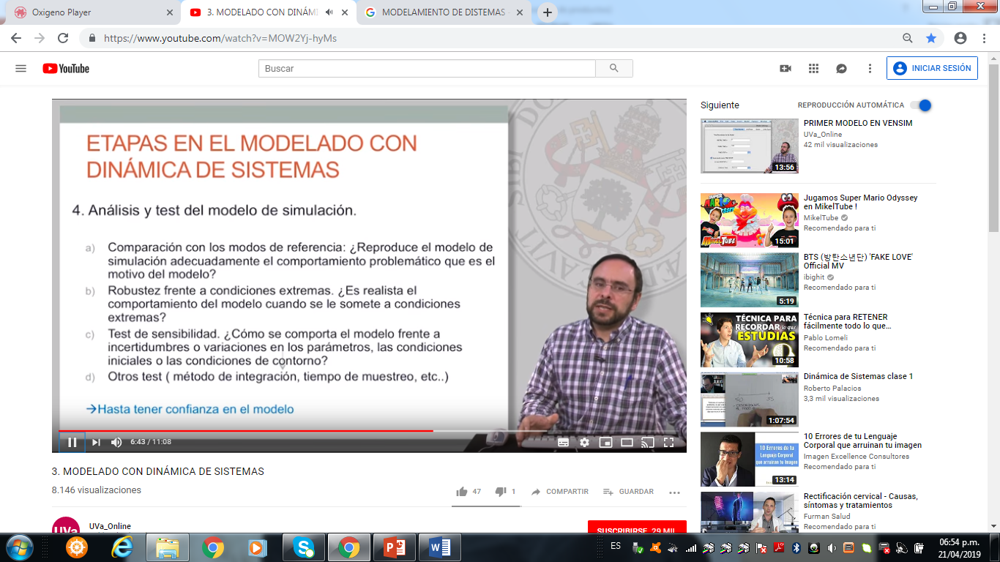 Oxigeno Player
3. MODELADO CON DINÁMI
MODELAMIENTO DE DISTEMAS
https://www.youtube.com/watch?v=MOW2Yj-hyMs
YouTube
Buscar
INICIAR SESIÓN
ETAPAS EN EL MODELADO CON
DINÁMICA DE SISTEMAS
4. Análisis y test del modelo de simulación.
a) Comparación con los modos de referencia: ¿Reproduce el modelo de
simulación adecuadamente el comportamiento problemático que es el
motivo del modelo?
b) Robustez frente a condiciones extremas. ¿Es realista el
comportamiento del modelo cuando se le somete a condiciones
extremas?
c) Test de sensibilidad. ¿Cómo se comporta el modelo frente a
incertidumbres o variaciones en los parámetros, las condiciones
iniciales o las condiciones de contorno?
d) Otros test ( método de integración, tiempo de muestreo, etc..)
→Hasta tener confianza en el modelo
6:43 / 11:08
3. MODELADO CON DINÁMICA DE SISTEMAS
8.146 visualizaciones
47
1
COMPARTIR
GUARDAR
UVa
UVa_Online
SUSCRIBIRSE 29 MIL
Siguiente
REPRODUCCIÓN AUTOMÁTICA
PRIMER MODELO EN VENSIM
UVa_Online
42 mil visualizaciones
13:56
Jugamos Super Mario Odyssey
en MikelTube !
MikelTube
Recomendado para ti
15:01
BTS (방탄소년단) 'FAKE LOVE'
Official MV
ibighit
Recomendado para ti
5:19
TÉCNICA PARA
RECORDAR lo que
ESTUDIAS
10:58
Técnica para RETENER
fácilmente todo lo que...
Pablo Lomeli
Recomendado para ti
Dinámica de Sistemas clase 1
Roberto Palacios
3,3 mil visualizaciones
1:07:54
10 Errores de tu
Lenguaje Corporal
que arruinan tu Imagen
13:14
10 Errores de tu Lenguaje
Corporal que arruinan tu imagen
Imagen Excellence Consultores
Recomendado para ti
Rectificación cervical - Causas,
síntomas y tratamientos
Furman Salud
Recomendado para ti
ES
06:54 p.m.
21/04/2019